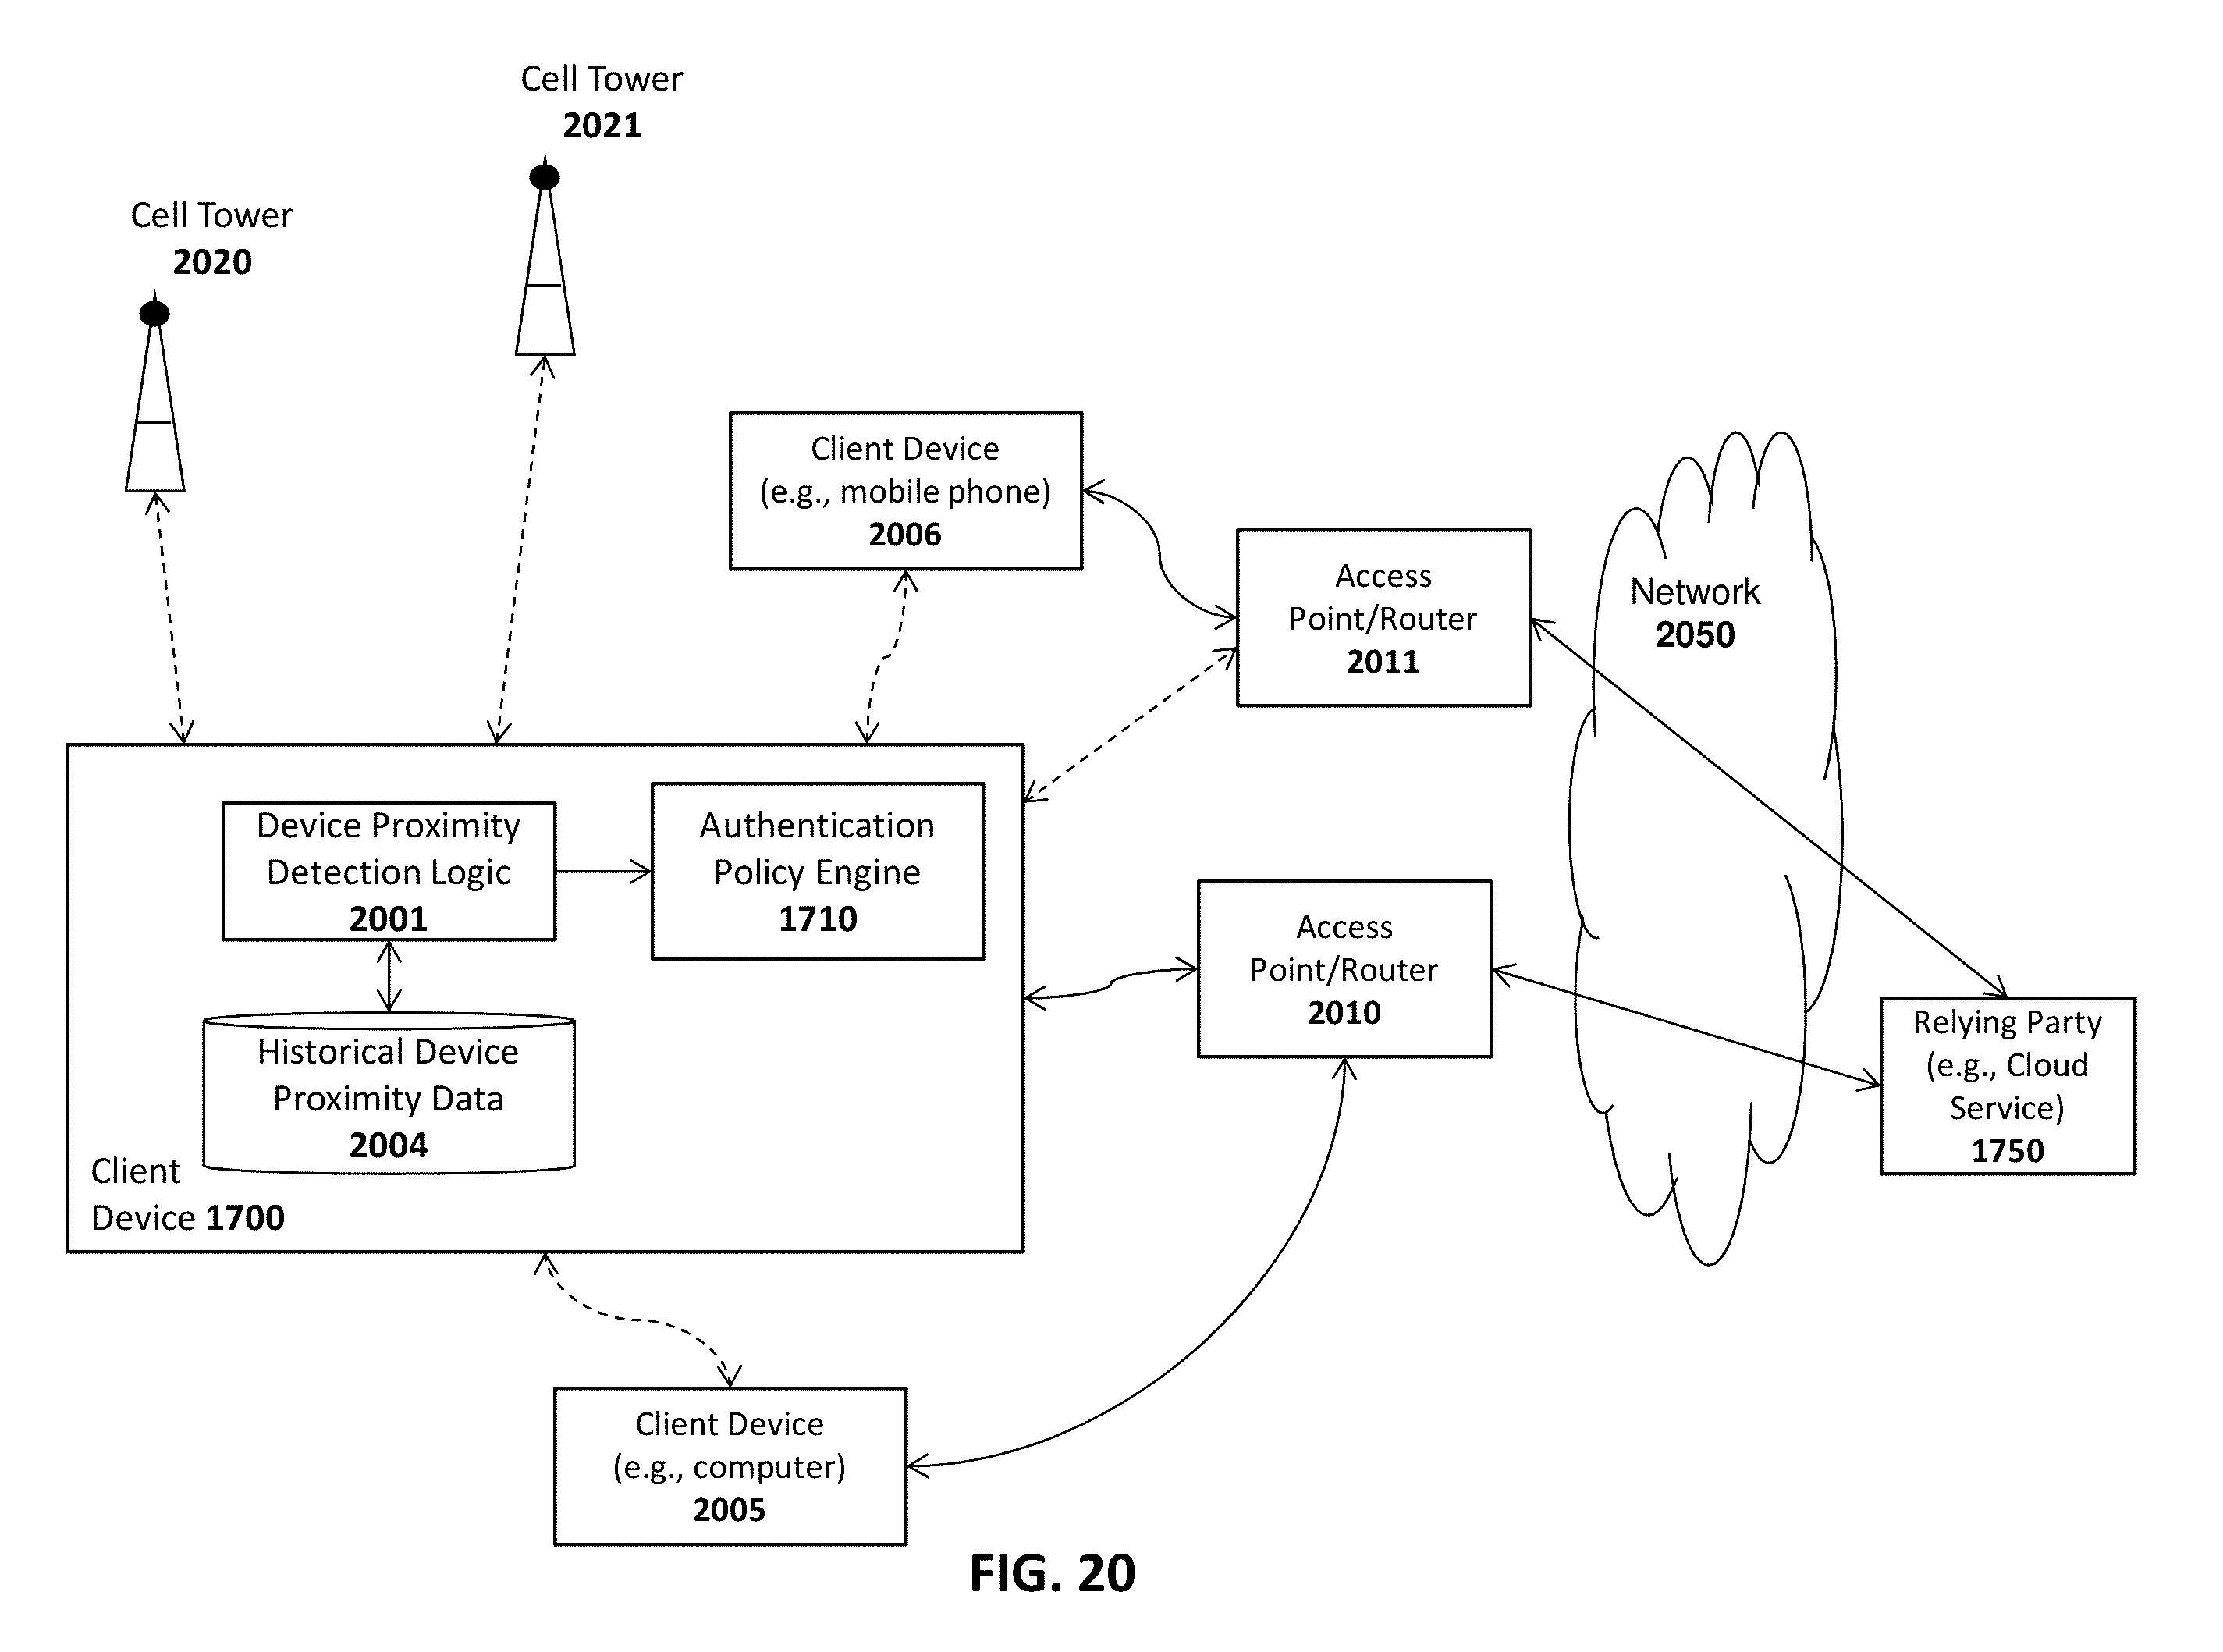 Cell Tower
2021
Cell Tower
2020
Client Device
(e.g., mobile phone)
2006
Access
Point/Router
2011
Network
2050
Device Proximity
Detection Logic
2001
Authentication
Policy Engine
1710
Historical Device
Proximity Data
2004
Client
Device 1700
Access
Point/Router
2010
Relying Party
(e.g., Cloud
Service)
1750
Client Device
(e.g., computer)
2005
FIG. 20